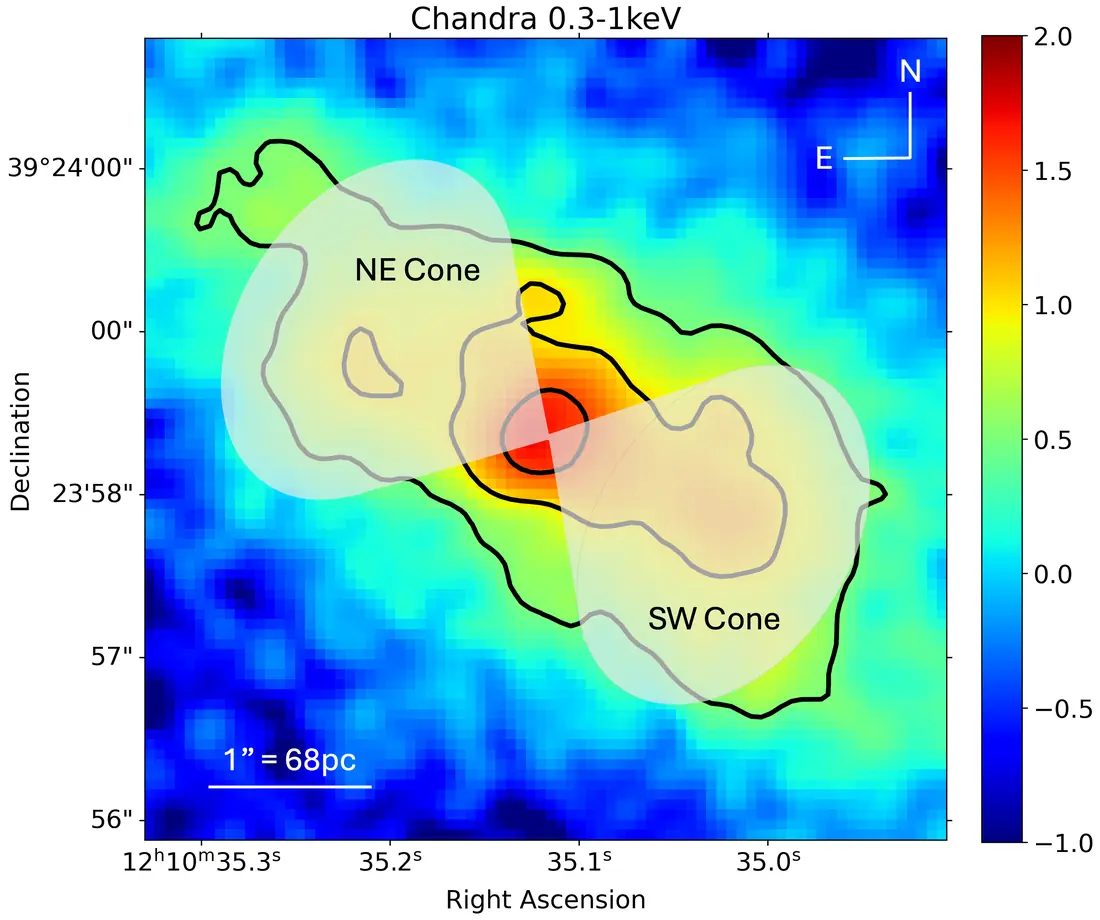 Chandra 0.3-1keV
N
E
NE Cone
SW Cone
1” = 68pc
39°24'00"
00"
23'58"
57"
56"
Declination
12ʰ10ᵐ35.3ˢ
35.2ˢ
35.1ˢ
35.0ˢ
Right Ascension
2.0
1.5
1.0
0.5
0.0
−0.5
−1.0